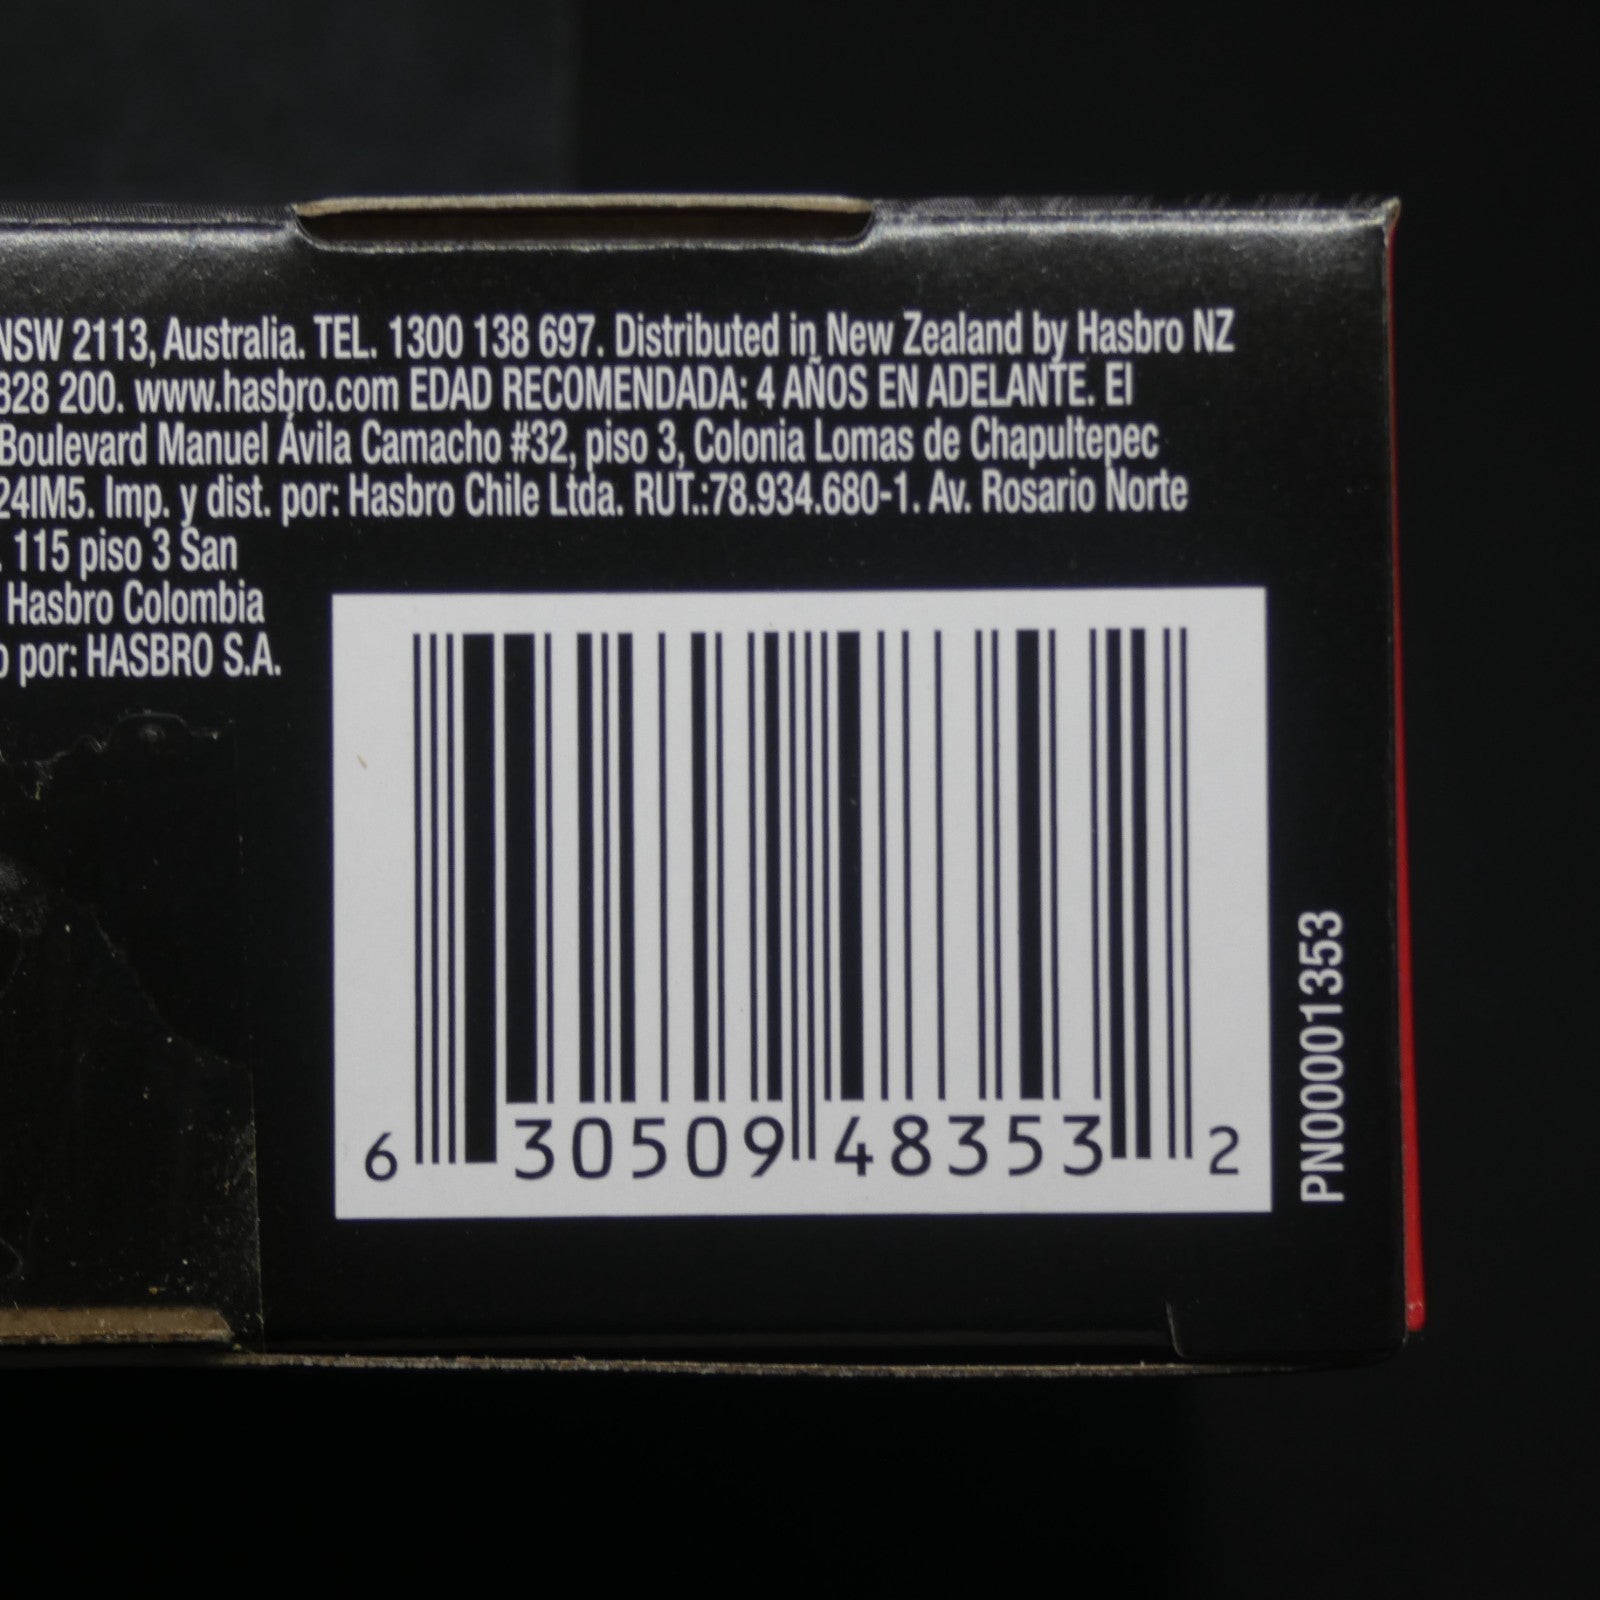 NSW 2113, Australia. TEL. 1300 138 697. Distributed in New Zealand by Hasbro NZ
828 200. www.hasbro.com EDAD RECOMENDADA: 4 AÑOS EN ADELANTE. El
Boulevard Manuel Ávila Camacho #32, piso 3, Colonia Lomas de Chapultepec
24IM5. Imp. y dist. por: Hasbro Chile Ltda. RUT.:78.934.680-1. Av. Rosario Norte
. 115 piso 3 San
Hasbro Colombia
o por: HASBRO S.A.
6 30509 48353 2
PN00001353